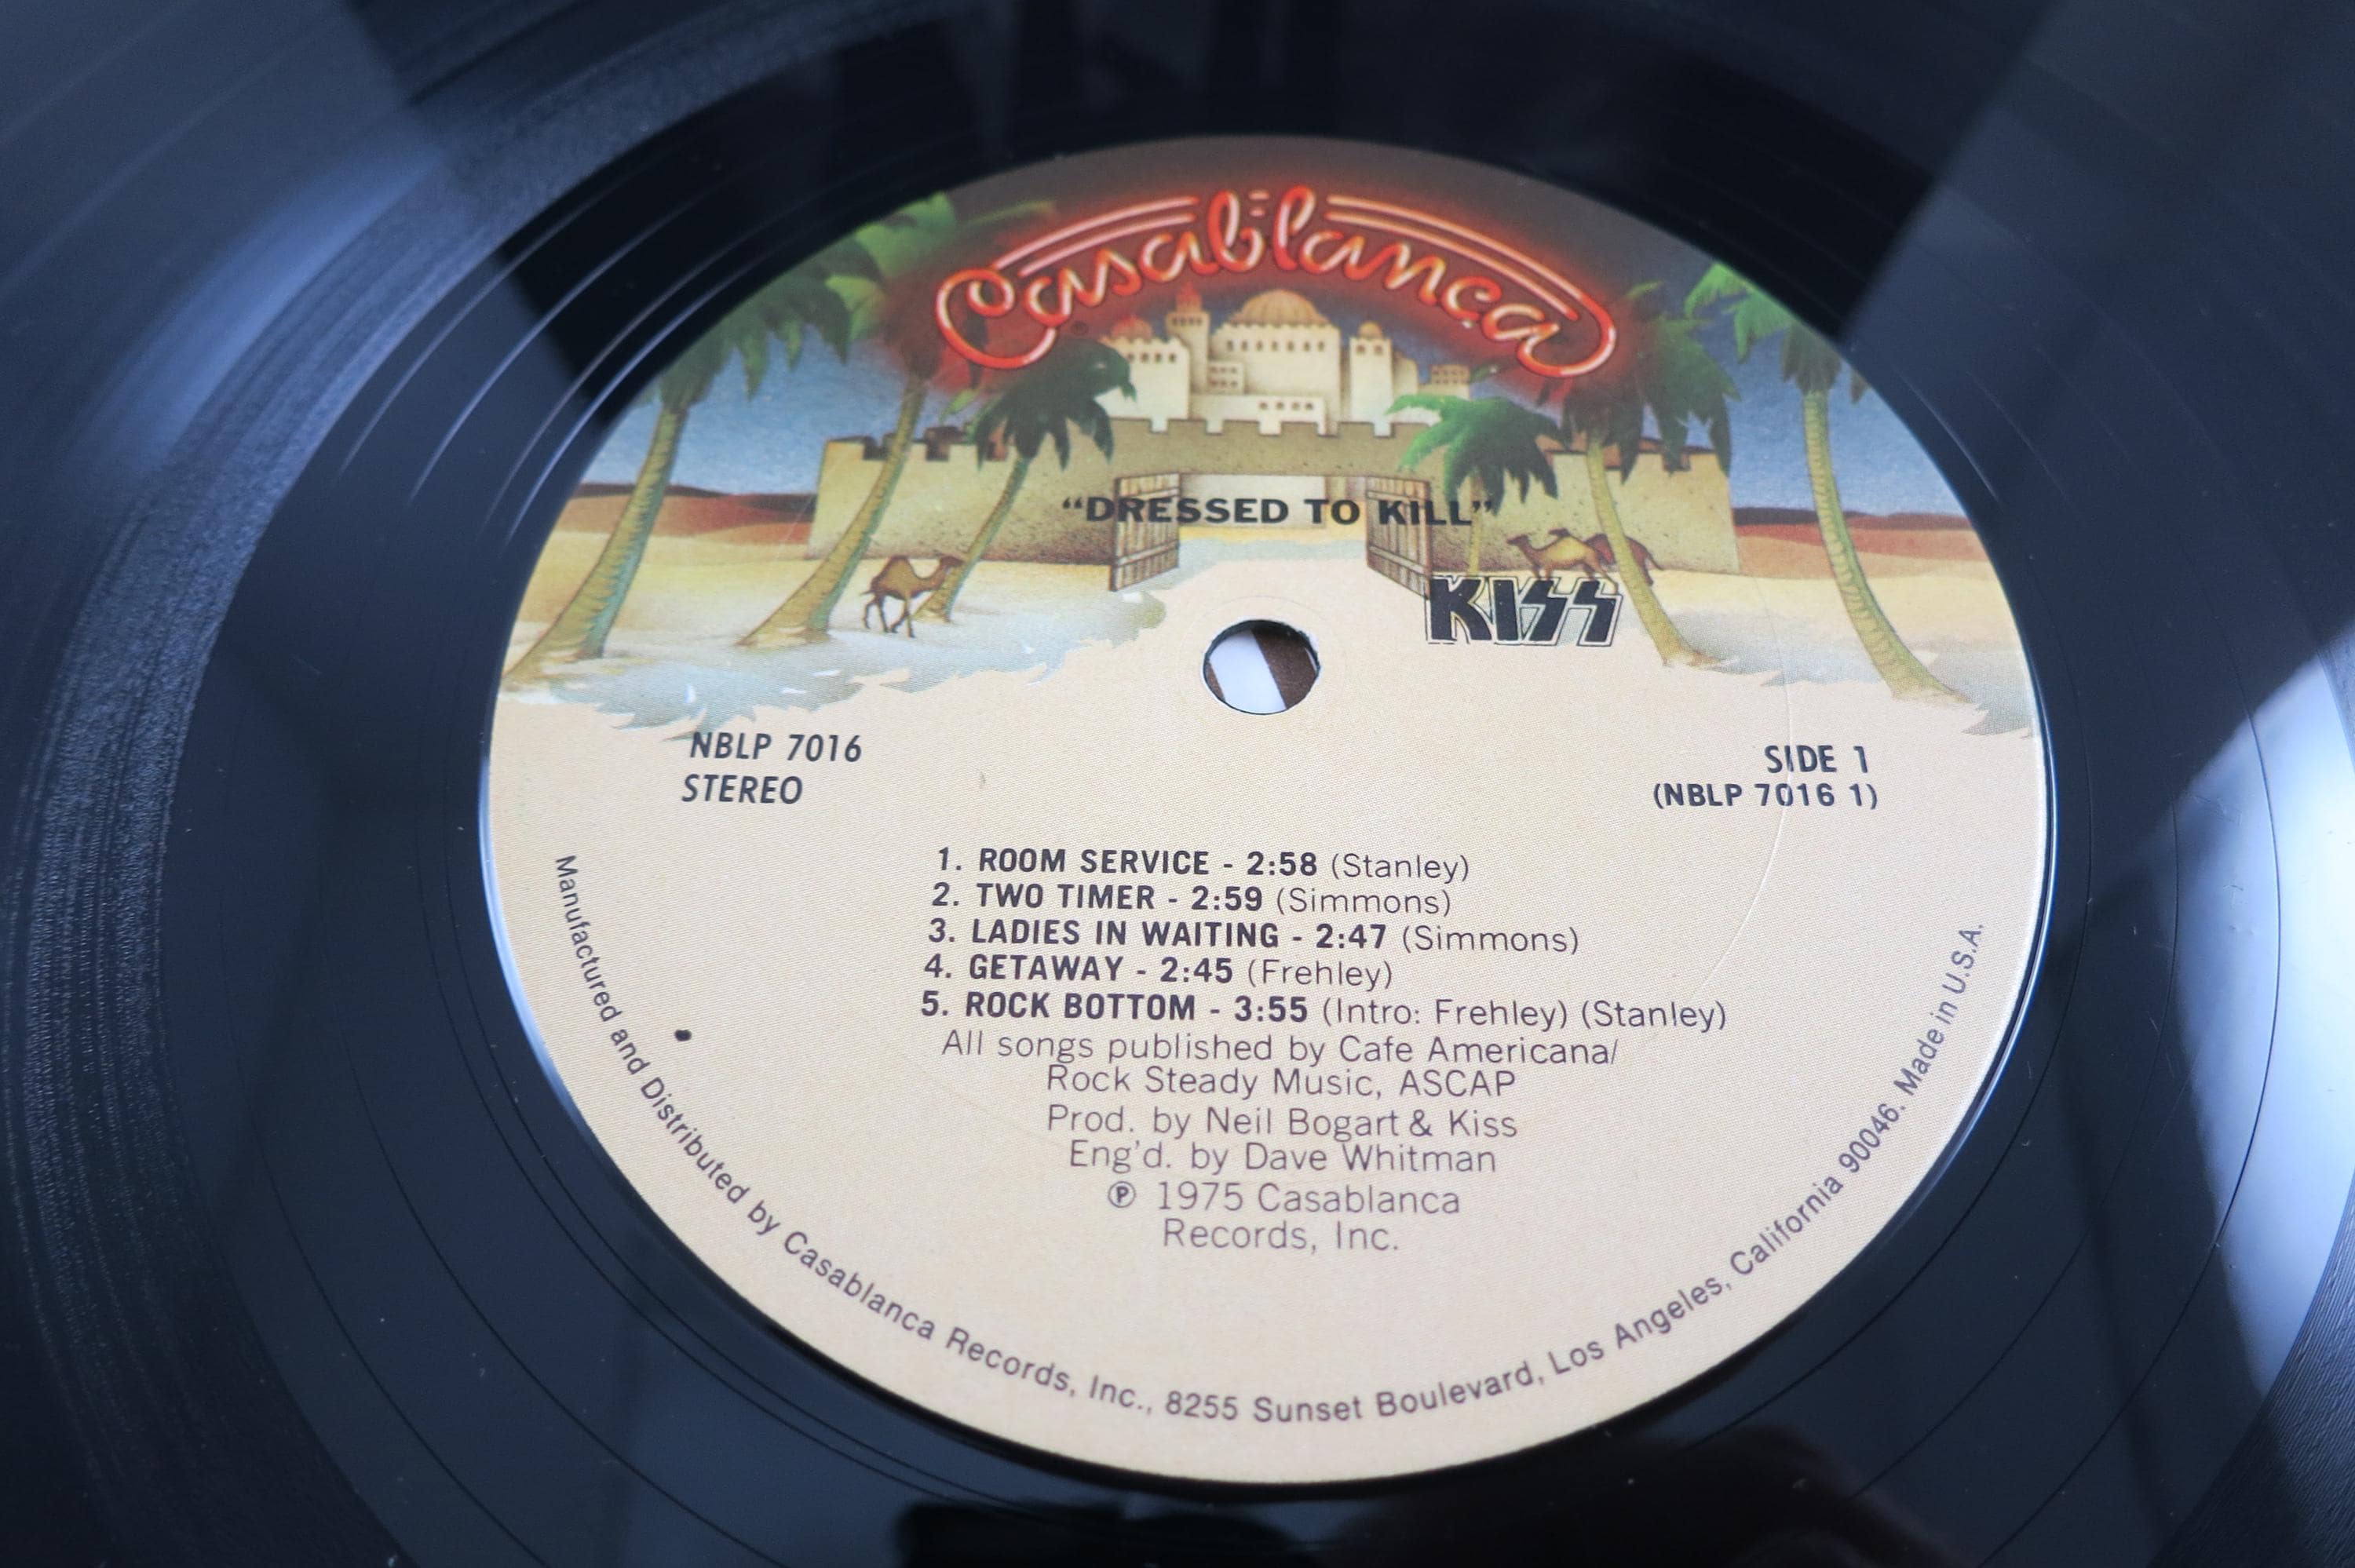 Casablanca
"DRESSED TO KILL"
KISS
NBLP 7016
STEREO
SIDE 1
(NBLP 7016 1)
1. ROOM SERVICE - 2:58 (Stanley)
2. TWO TIMER - 2:59 (Simmons)
3. LADIES IN WAITING - 2:47 (Simmons)
4. GETAWAY - 2:45 (Frehley)
5. ROCK BOTTOM - 3:55 (Intro: Frehley) (Stanley)
All songs published by Cafe Americana/
Rock Steady Music, ASCAP
Prod. by Neil Bogart & Kiss
Eng'd. by Dave Whitman
℗ 1975 Casablanca
Records, Inc.
Manufactured and Distributed by Casablanca Records, Inc., 8255 Sunset Boulevard, Los Angeles, California 90046. Made in U.S.A.